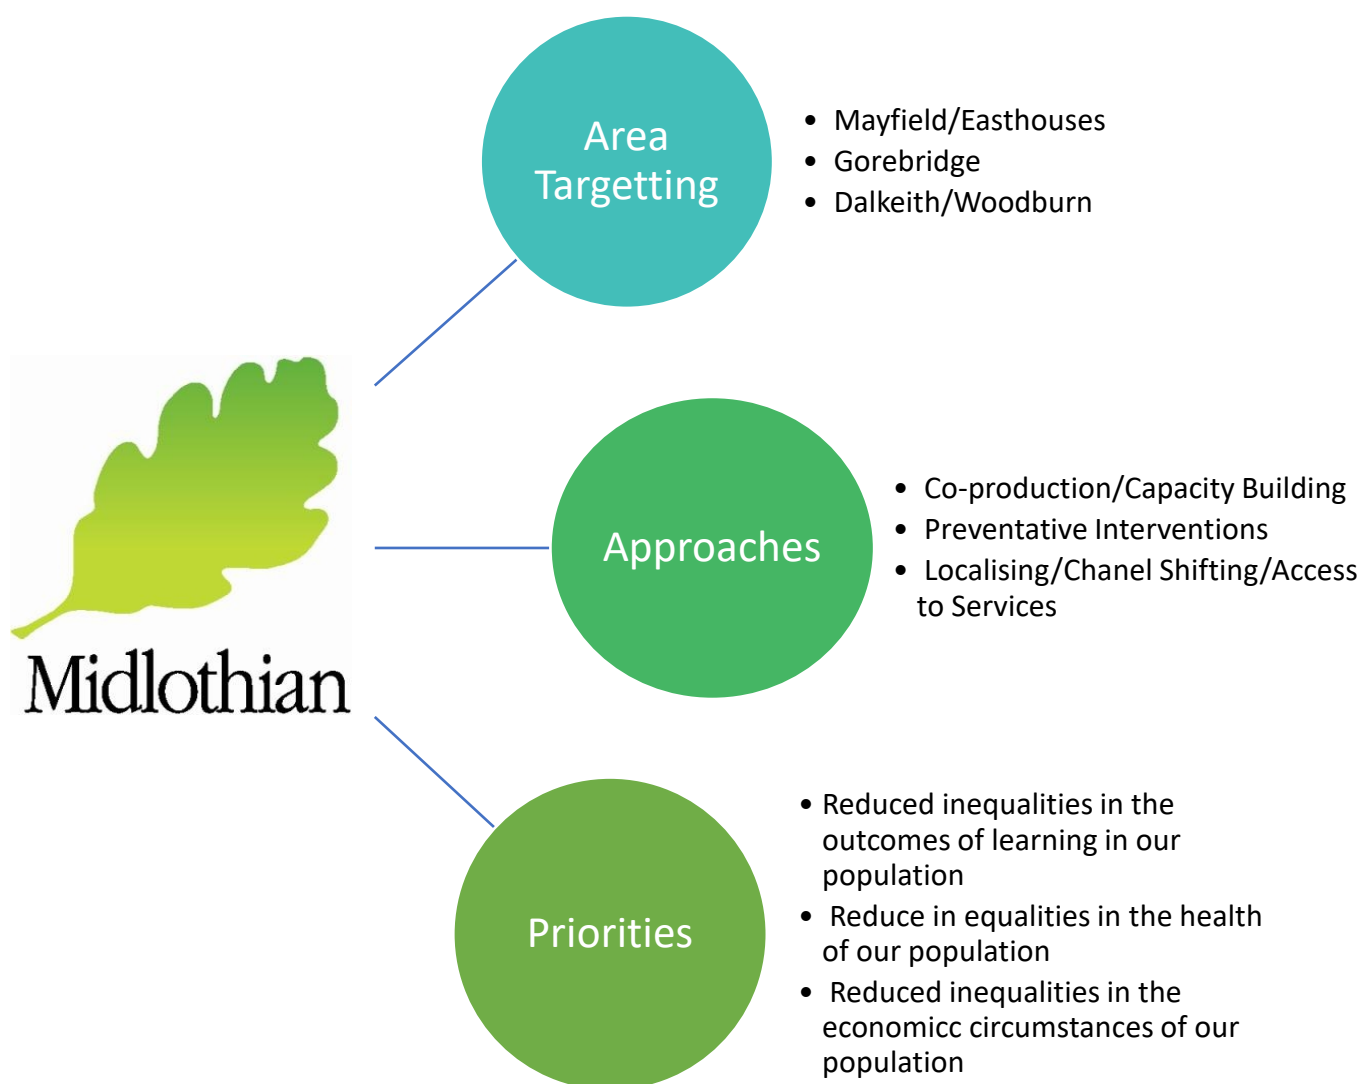 Area
Targetting
• Mayfield/Easthouses
• Gorebridge
• Dalkeith/Woodburn
Midlothian
Approaches
• Co-production/Capacity Building
• Preventative Interventions
• Localising/Chanel Shifting/Access
to Services
Priorities
• Reduced inequalities in the
outcomes of learning in our
population
• Reduce in equalities in the health
of our population
• Reduced inequalities in the
economicc circumstances of our
population